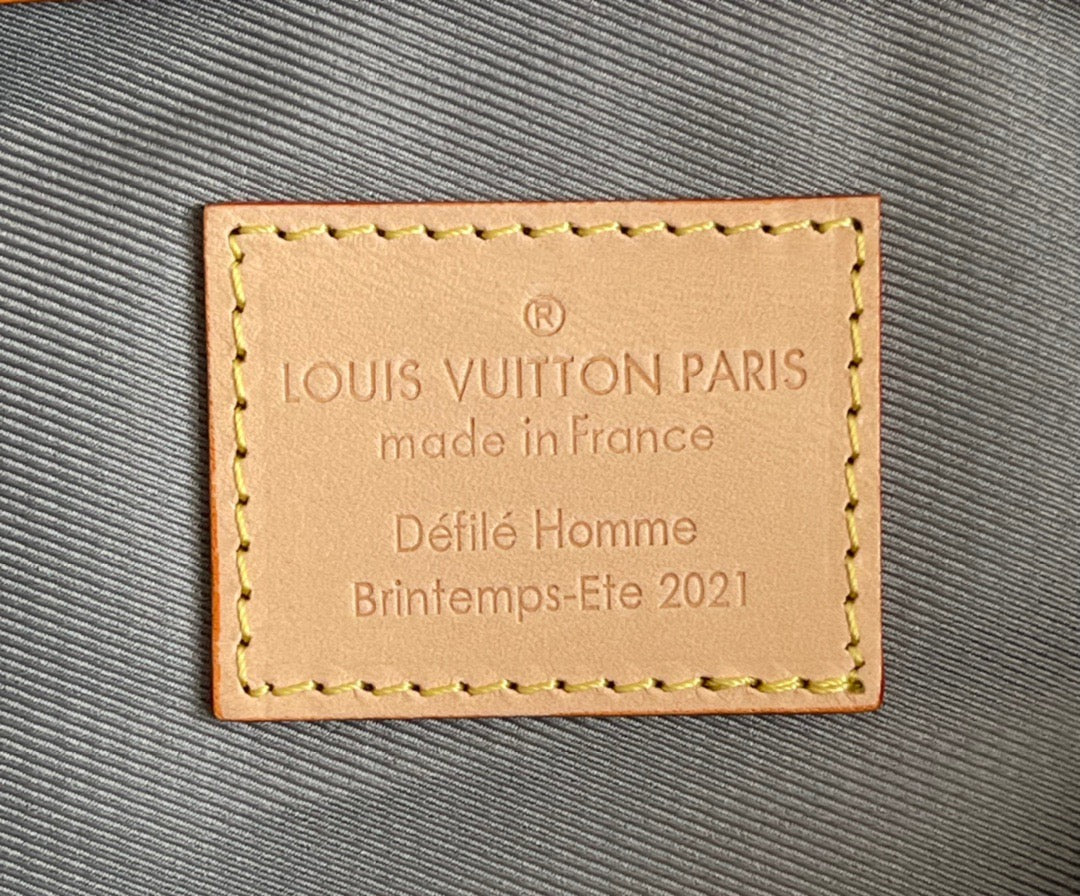 ®
LOUIS VUITTON PARIS
made in France
Défilé Homme
Brintemps-Ete 2021